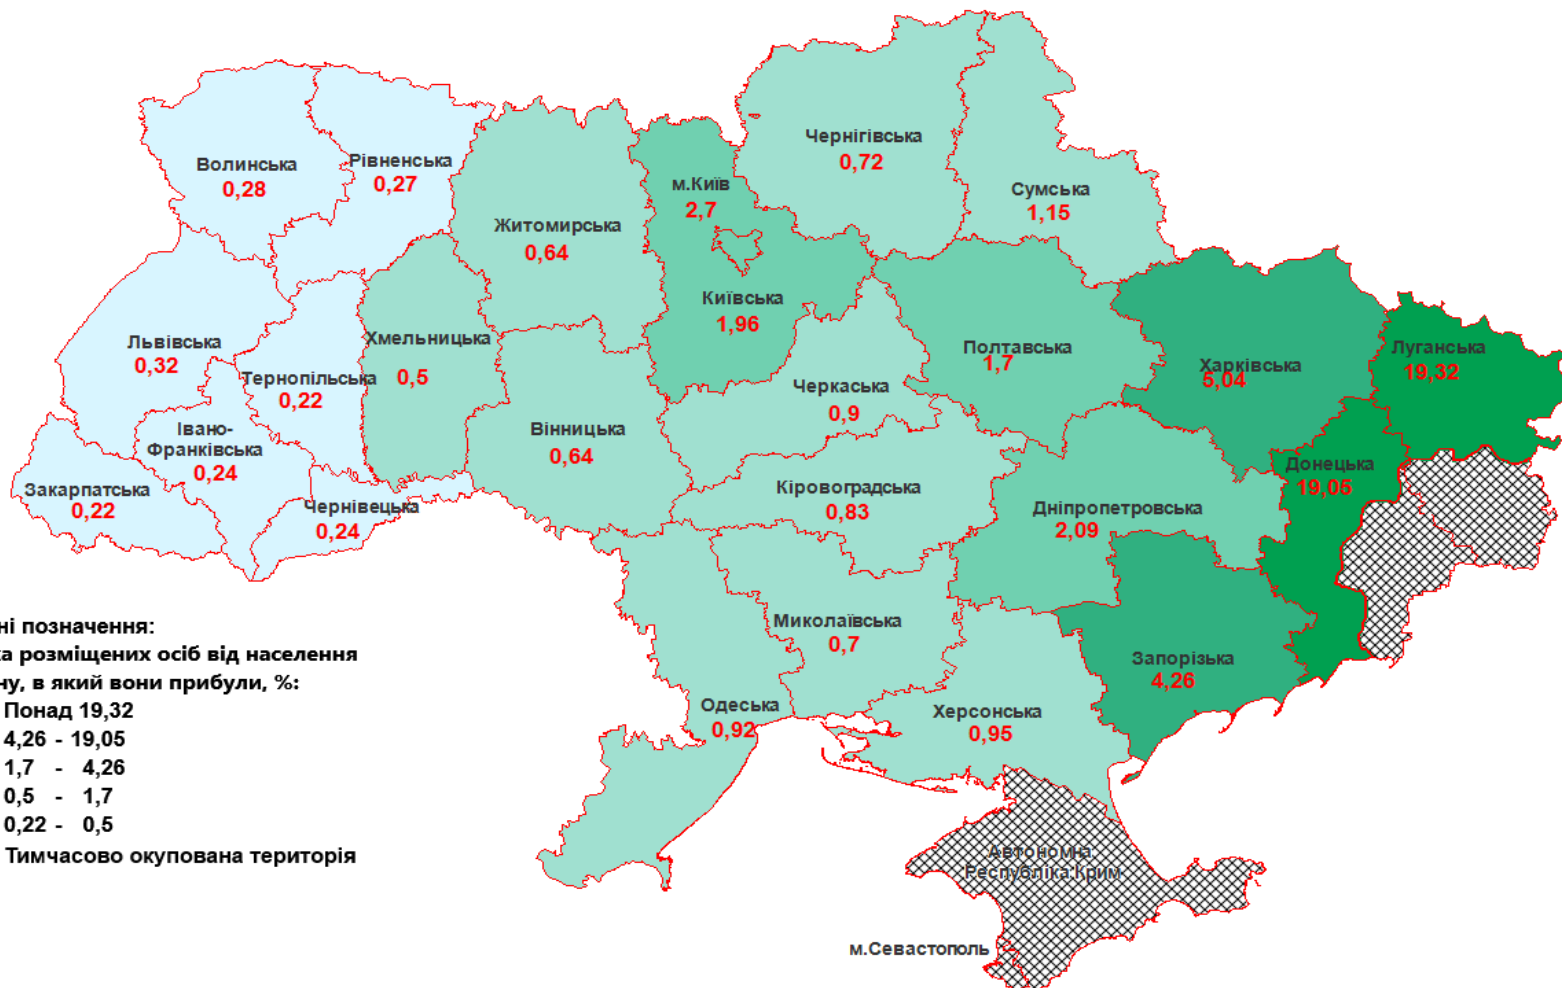 Чернігівська
0,72
Волинська
0,28
Рівненська
0,27
м.Київ
2,7
Сумська
1,15
Житомирська
0,64
Київська
1,96
Львівська
0,32
Хмельницька
0,5
Полтавська
1,7
Харківська
5,04
Луганська
19,32
Тернопільська
0,22
Черкаська
0,9
Івано-
Франківська
0,24
Вінницька
0,64
Донецька
19,05
Закарпатська
0,22
Чернівецька
0,24
Кіровоградська
0,83
Дніпропетровська
2,09
Миколаївська
0,7
Запорізька
4,26
Одеська
0,92
Херсонська
0,95
Автономна
Республіка Крим
м.Севастополь
ні позначення:
ка розміщених осіб від населення
ну, в який вони прибули, %:
Понад 19,32
4,26 - 19,05
1,7 - 4,26
0,5 - 1,7
0,22 - 0,5
Тимчасово окупована територія